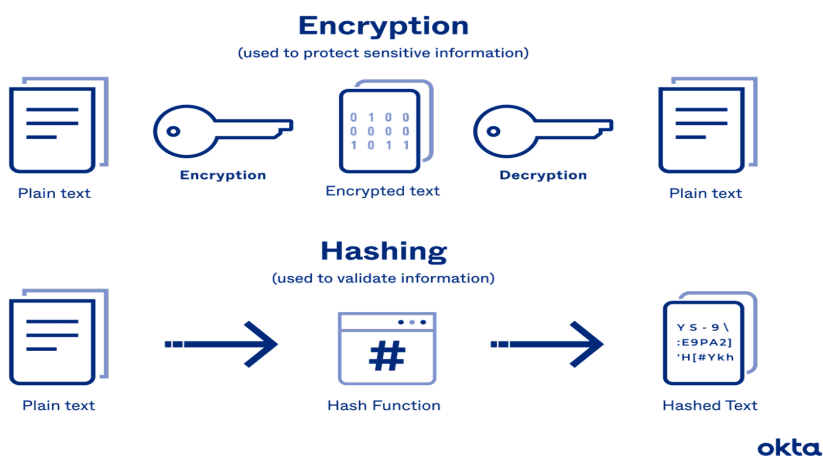 Encryption
(used to protect sensitive information)
0 1 0 0
0 0 0 0
1 0 1 1
Encryption
Decryption
Plain text
Encrypted text
Plain text
Hashing
(used to validate information)
#
Y S - 9 \
:E9PA2]
'H[#Ykh
Plain text
Hash Function
Hashed Text
okta